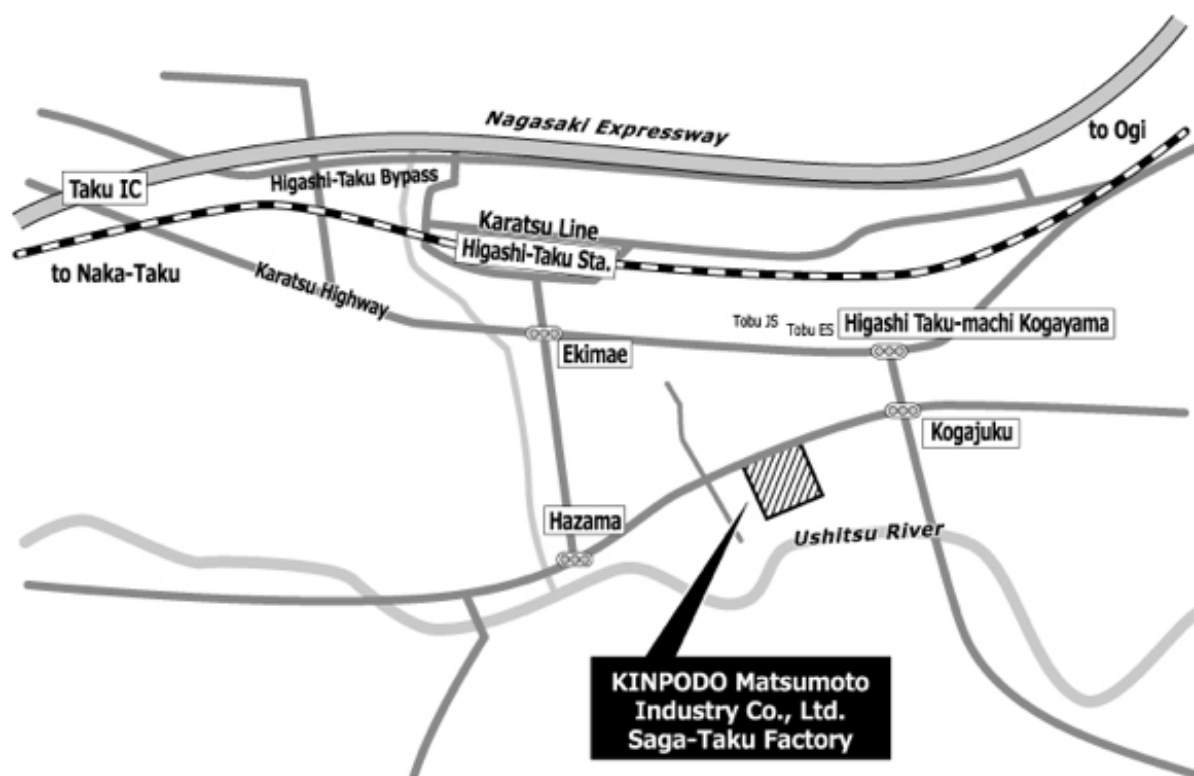 Nagasaki Expressway
to Ogi
Taku IC
Higashi-Taku Bypass
Karatsu Line
Higashi-Taku Sta.
to Naka-Taku
Karatsu Highway
Tobu JS
Tobu ES
Higashi Taku-machi Kogayama
Ekimae
Kogajuku
Hazama
Ushitsu River
KINPODO Matsumoto
Industry Co., Ltd.
Saga-Taku Factory